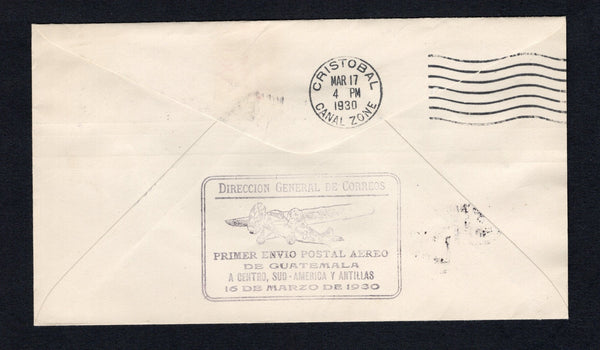 CRISTOBAL
MAR 17
4 PM
1930
CANAL ZONE
DIRECCION GENERAL DE CORREOS
PRIMER ENVIO POSTAL AEREO
DE GUATEMALA
A CENTRO, SUD-AMERICA Y ANTILLAS
15 DE MARZO DE 1930